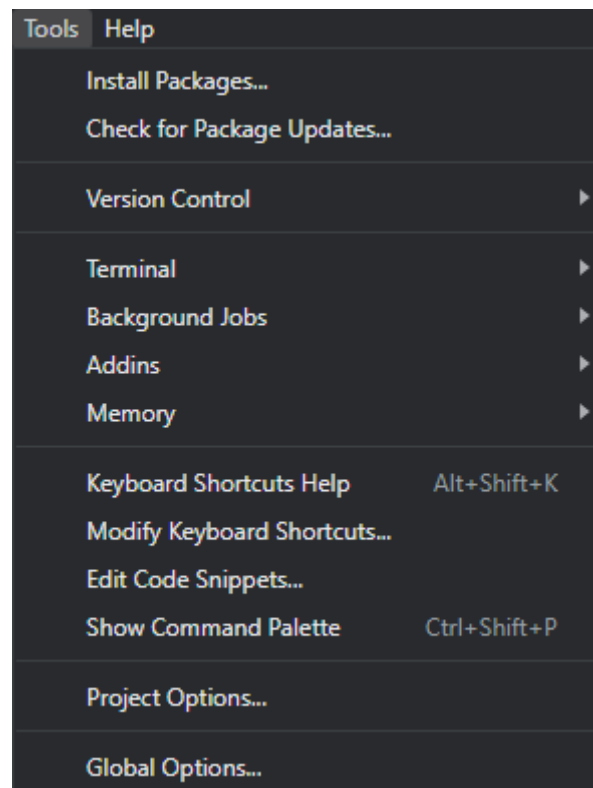 Tools Help
Install Packages...
Check for Package Updates...
Version Control
Terminal
Background Jobs
Addins
Memory
Keyboard Shortcuts Help Alt+Shift+K
Modify Keyboard Shortcuts...
Edit Code Snippets...
Show Command Palette Ctrl+Shift+P
Project Options...
Global Options...